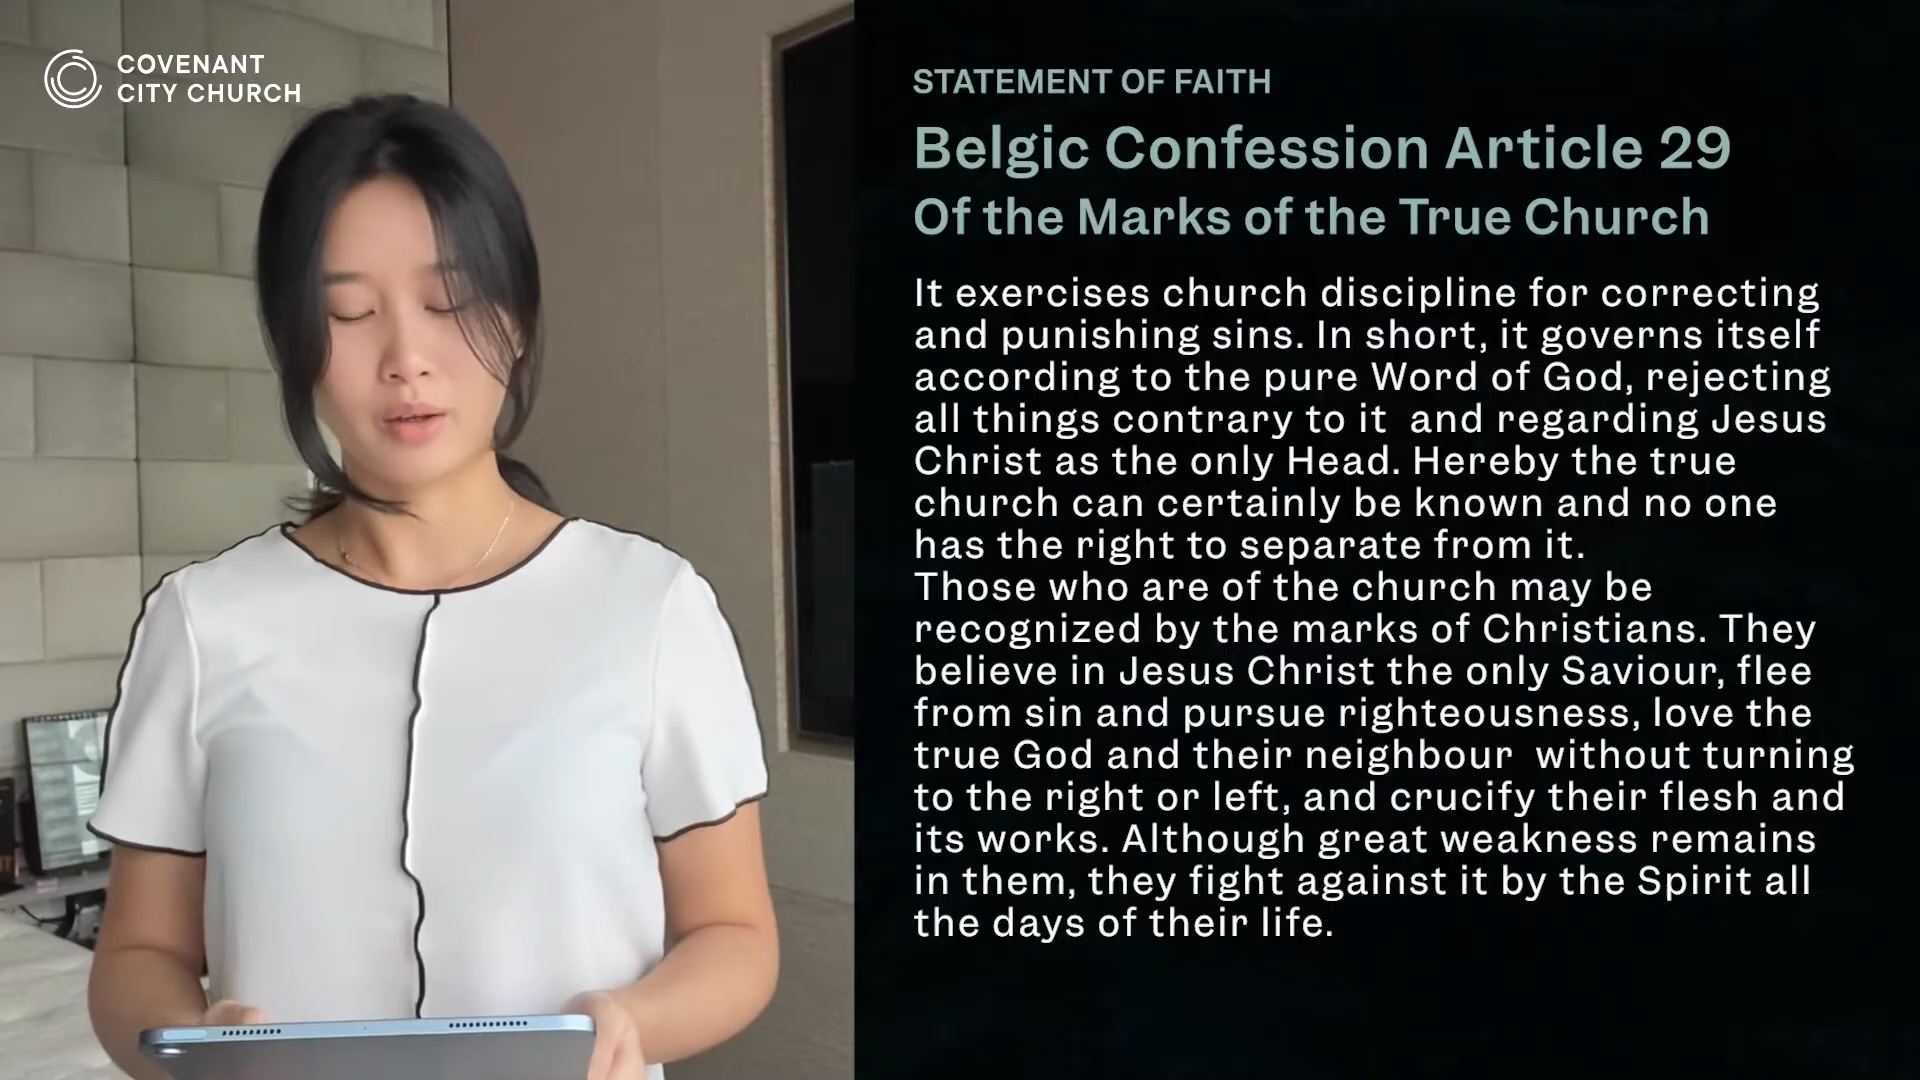 COVENANT
CITY CHURCH
STATEMENT OF FAITH
Belgic Confession Article 29
Of the Marks of the True Church
It exercises church discipline for correcting
and punishing sins. In short, it governs itself
according to the pure Word of God, rejecting
all things contrary to it  and regarding Jesus
Christ as the only Head. Hereby the true
church can certainly be known and no one
has the right to separate from it.
Those who are of the church may be
recognized by the marks of Christians. They
believe in Jesus Christ the only Saviour, flee
from sin and pursue righteousness, love the
true God and their neighbour  without turning
to the right or left, and crucify their flesh and
its works. Although great weakness remains
in them, they fight against it by the Spirit all
the days of their life.